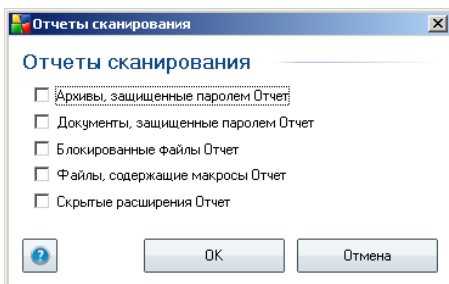 Отчеты сканирования
Отчеты сканирования
Архивы, защищенные паролем Отчет
Документы, защищенные паролем Отчет
Блокированные файлы Отчет
Файлы, содержащие макросы Отчет
Скрытые расширения Отчет
? OK Отмена